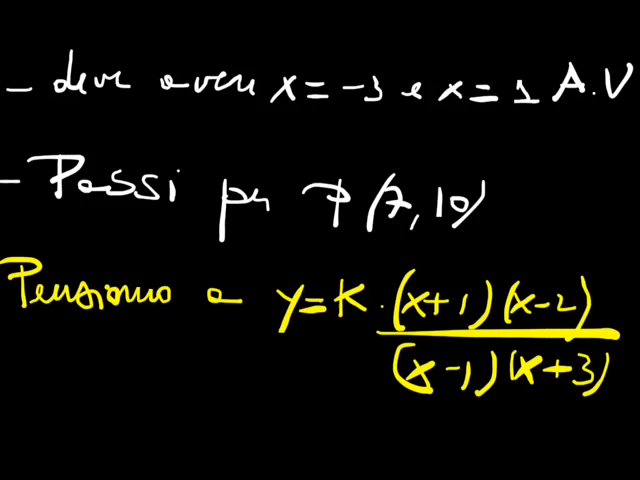 - deve avere x = -3 e x = 1 A.V
- Passi per P (7, 10)
Pensiamo a y = K · (x+1)(x-2)
(x-1)(x+3)